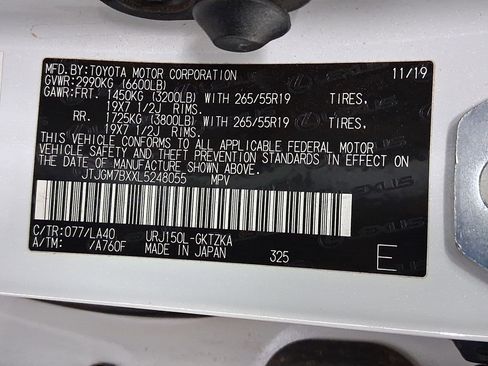 MFD.BY:TOYOTA MOTOR CORPORATION 11/19
GVWR:2990KG (6600LB)
GAWR:FRT. 1450KG (3200LB) WITH 265/55R19 TIRES,
19X7 1/2J RIMS.
RR. 1725KG (3800LB) WITH 265/55R19 TIRES,
19X7 1/2J RIMS.
THIS VEHICLE CONFORMS TO ALL APPLICABLE FEDERAL MOTOR
VEHICLE SAFETY AND THEFT PREVENTION STANDARDS IN EFFECT ON
THE DATE OF MANUFACTURE SHOWN ABOVE.
JTJGM7BXXL5248055 MPV
C/TR:077/LA40 URJ150L-GKTZKA
A/TM: /A760F MADE IN JAPAN 325 E
LEXUS